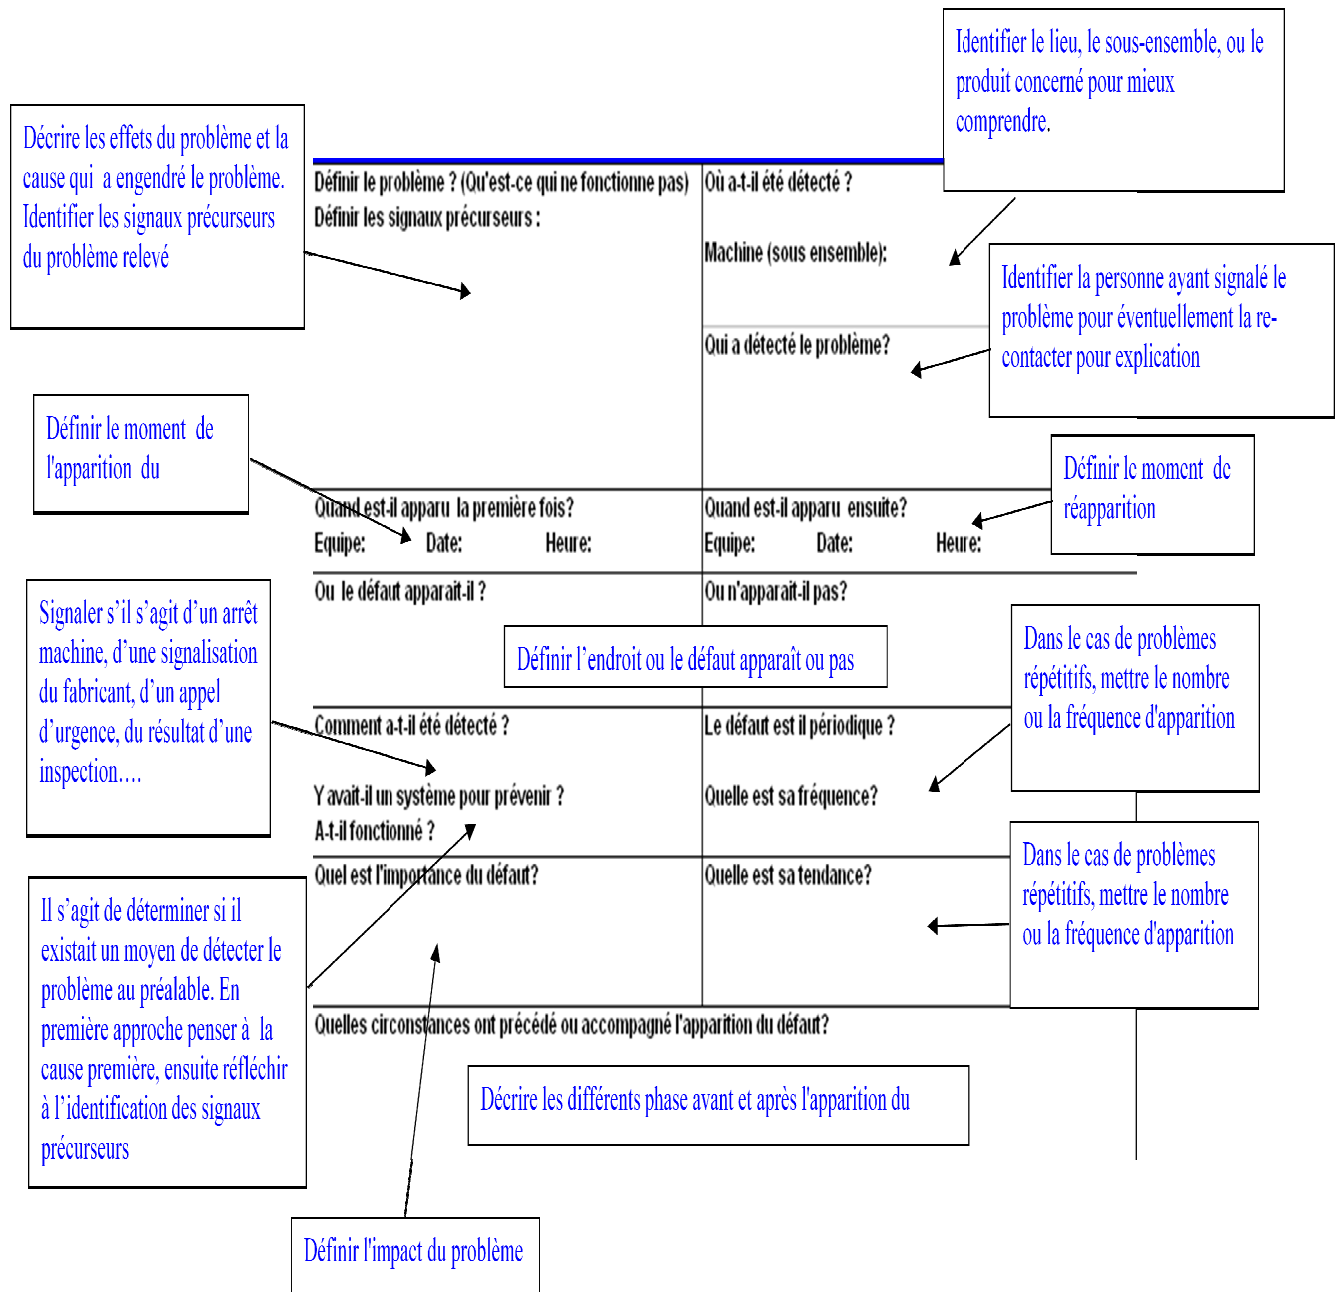 Identifier le lieu, le sous-ensemble, ou le
produit concerné pour mieux
comprendre.
Décrire les effets du problème et la
cause qui a engendré le problème.
Identifier les signaux précurseurs
du problème relevé
Définir le problème ? (Qu'est-ce qui ne fonctionne pas)
Définir les signaux précurseurs :
Où a-t-il été détecté ?
Machine (sous ensemble):
Identifier la personne ayant signalé le
problème pour éventuellement la re-
contacter pour explication
Qui a détecté le problème?
Définir le moment de
l'apparition du
Définir le moment de
réapparition
Quand est-il apparu la première fois?
Equipe: Date: Heure:
Quand est-il apparu ensuite?
Equipe: Date: Heure:
Ou le défaut apparait-il ?
Ou n'apparait-il pas?
Définir l’endroit ou le défaut apparaît ou pas
Signaler s’il s’agit d’un arrêt
machine, d’une signalisation
du fabricant, d’un appel
d’urgence, du résultat d’une
inspection….
Dans le cas de problèmes
répétitifs, mettre le nombre
ou la fréquence d'apparition
Comment a-t-il été détecté ?
Y avait-il un système pour prévenir ?
A-t-il fonctionné ?
Le défaut est il périodique ?
Quelle est sa fréquence?
Quel est l'importance du défaut?
Quelle est sa tendance?
Dans le cas de problèmes
répétitifs, mettre le nombre
ou la fréquence d'apparition
Il s’agit de déterminer si il
existait un moyen de détecter le
problème au préalable. En
première approche penser à la
cause première, ensuite réfléchir
à l’identification des signaux
précurseurs
Quelles circonstances ont précédé ou accompagné l'apparition du défaut?
Décrire les différents phase avant et après l'apparition du
Définir l'impact du problème